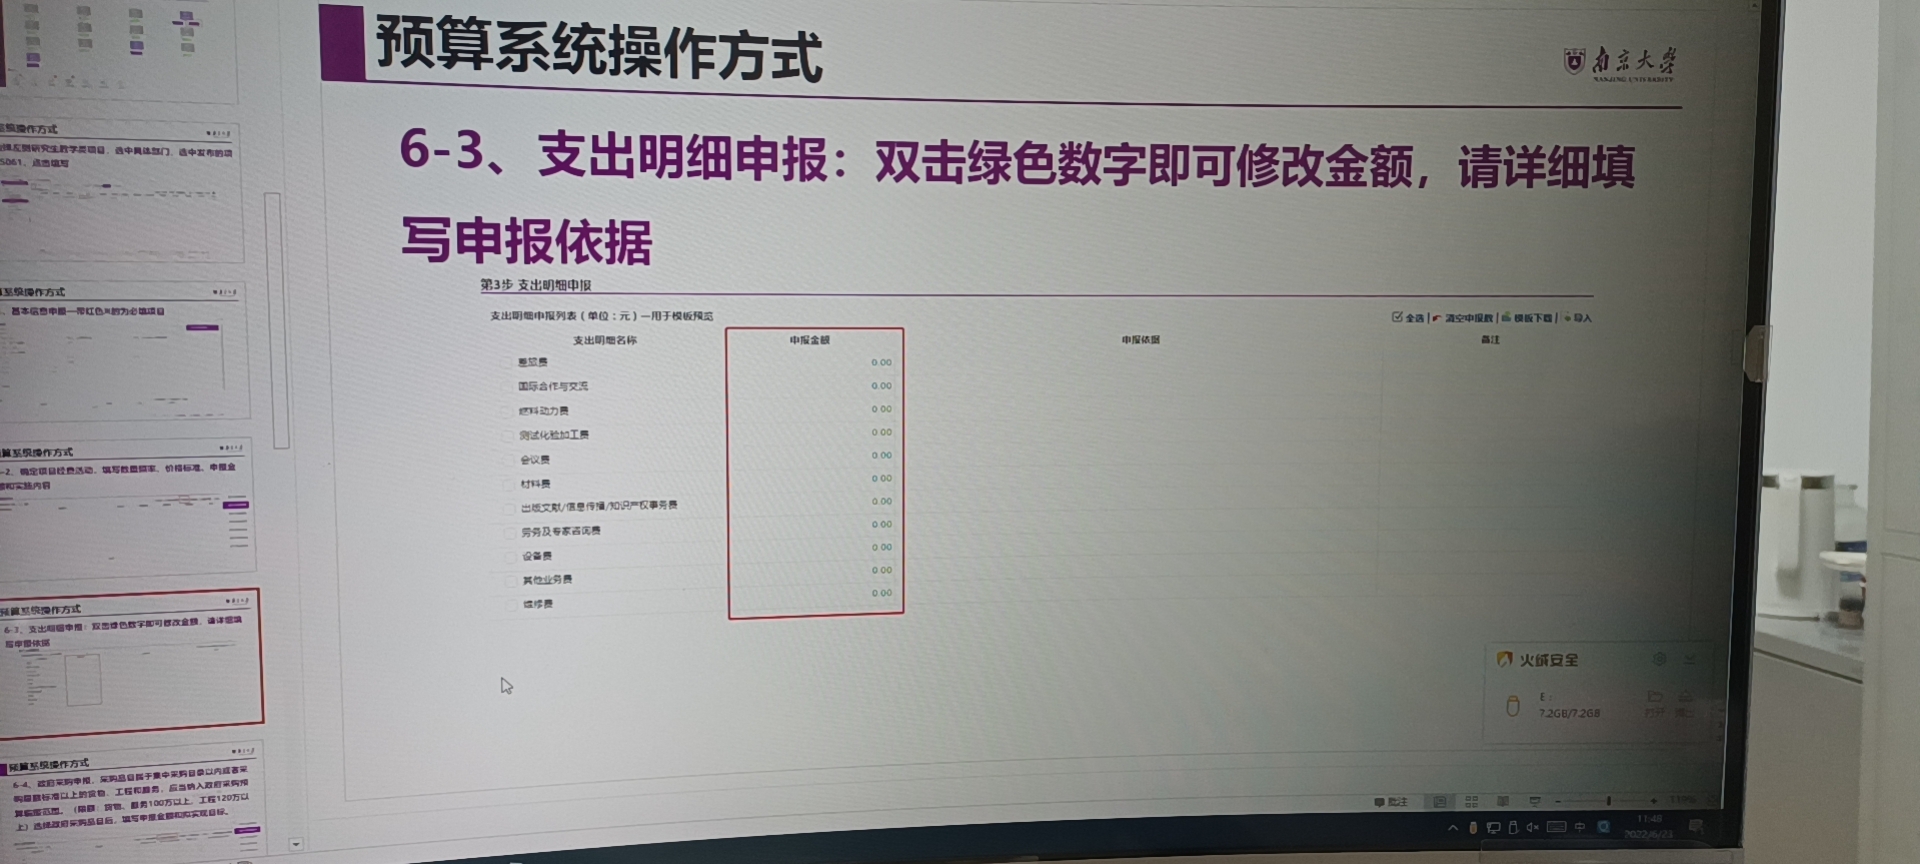 预算系统操作方式
南京大学
NANJING UNIVERSITY
6-3、支出明细申报：双击绿色数字即可修改金额，请详细填
写申报依据
第3步 支出明细申报
支出明细申报列表（单位：元）—用于模板预览
全选 | 清空申报数 | 模板下载 | 导入
支出明细名称 申报金额 申报依据 备注
差旅费 0.00
国际合作与交流 0.00
燃料动力费 0.00
测试化验加工费 0.00
会议费 0.00
材料费 0.00
出版文献/信息传播/知识产权事务费 0.00
劳务及专家咨询费 0.00
设备费 0.00
其他业务费 0.00
维修费 0.00
火绒安全
E:
7.2GB/7.2GB
打开
批注
119%
中
11:48
2022/6/23
系统操作方式
5061，点击填写
算系统操作方式
、基本信息申报—带红色*的为必填项目
算系统操作方式
-2、确定项目经费活动，填写数量频率、价格标准、申报金
额和实施内容
预算系统操作方式
6-3、支出明细申报：双击绿色数字即可修改金额，请详细填
写申报依据
预算系统操作方式
6-4、政府采购申报，采购品目属于集中采购目录以内或者采
购限额标准以上的货物、工程和服务，应当纳入政府采购预
算编制范围。（限额：货物、服务100万以上，工程120万以
上）选择政府采购品目后，填写申报金额和拟实现目标。